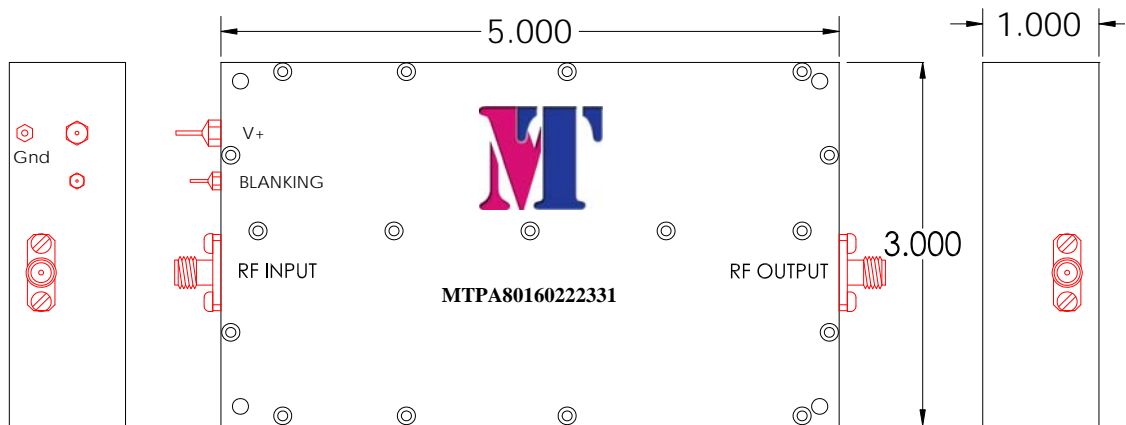 5.000
1.000
V+
Gnd
BLANKING
MT
3.000
RF INPUT
RF OUTPUT
MTPA80160222331